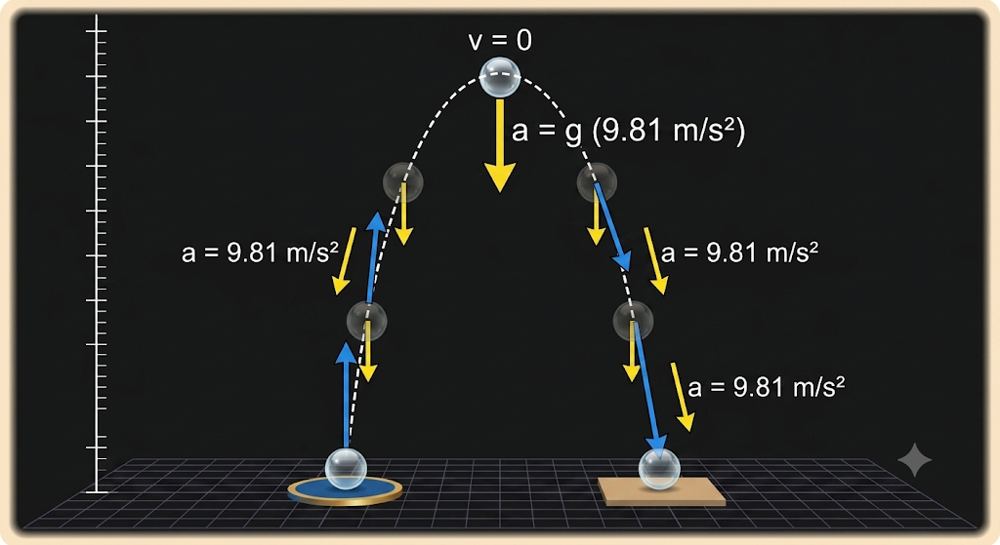 v = 0
a = g (9.81 m/s²)
a = 9.81 m/s²
a = 9.81 m/s²
a = 9.81 m/s²